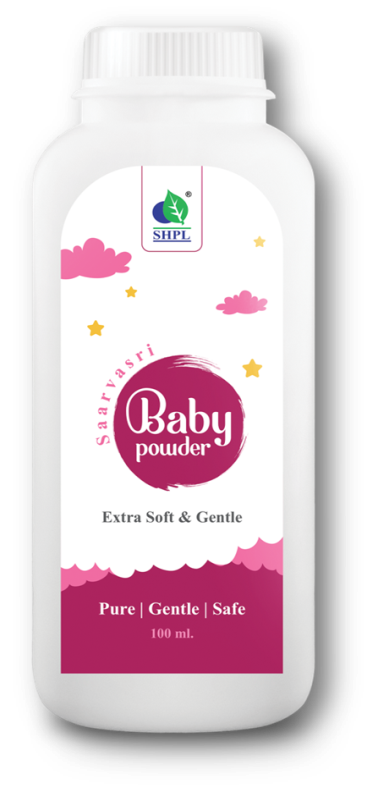 ®
SHPL
Saarvasri
Baby
powder
Extra Soft & Gentle
Pure | Gentle | Safe
100 ml.